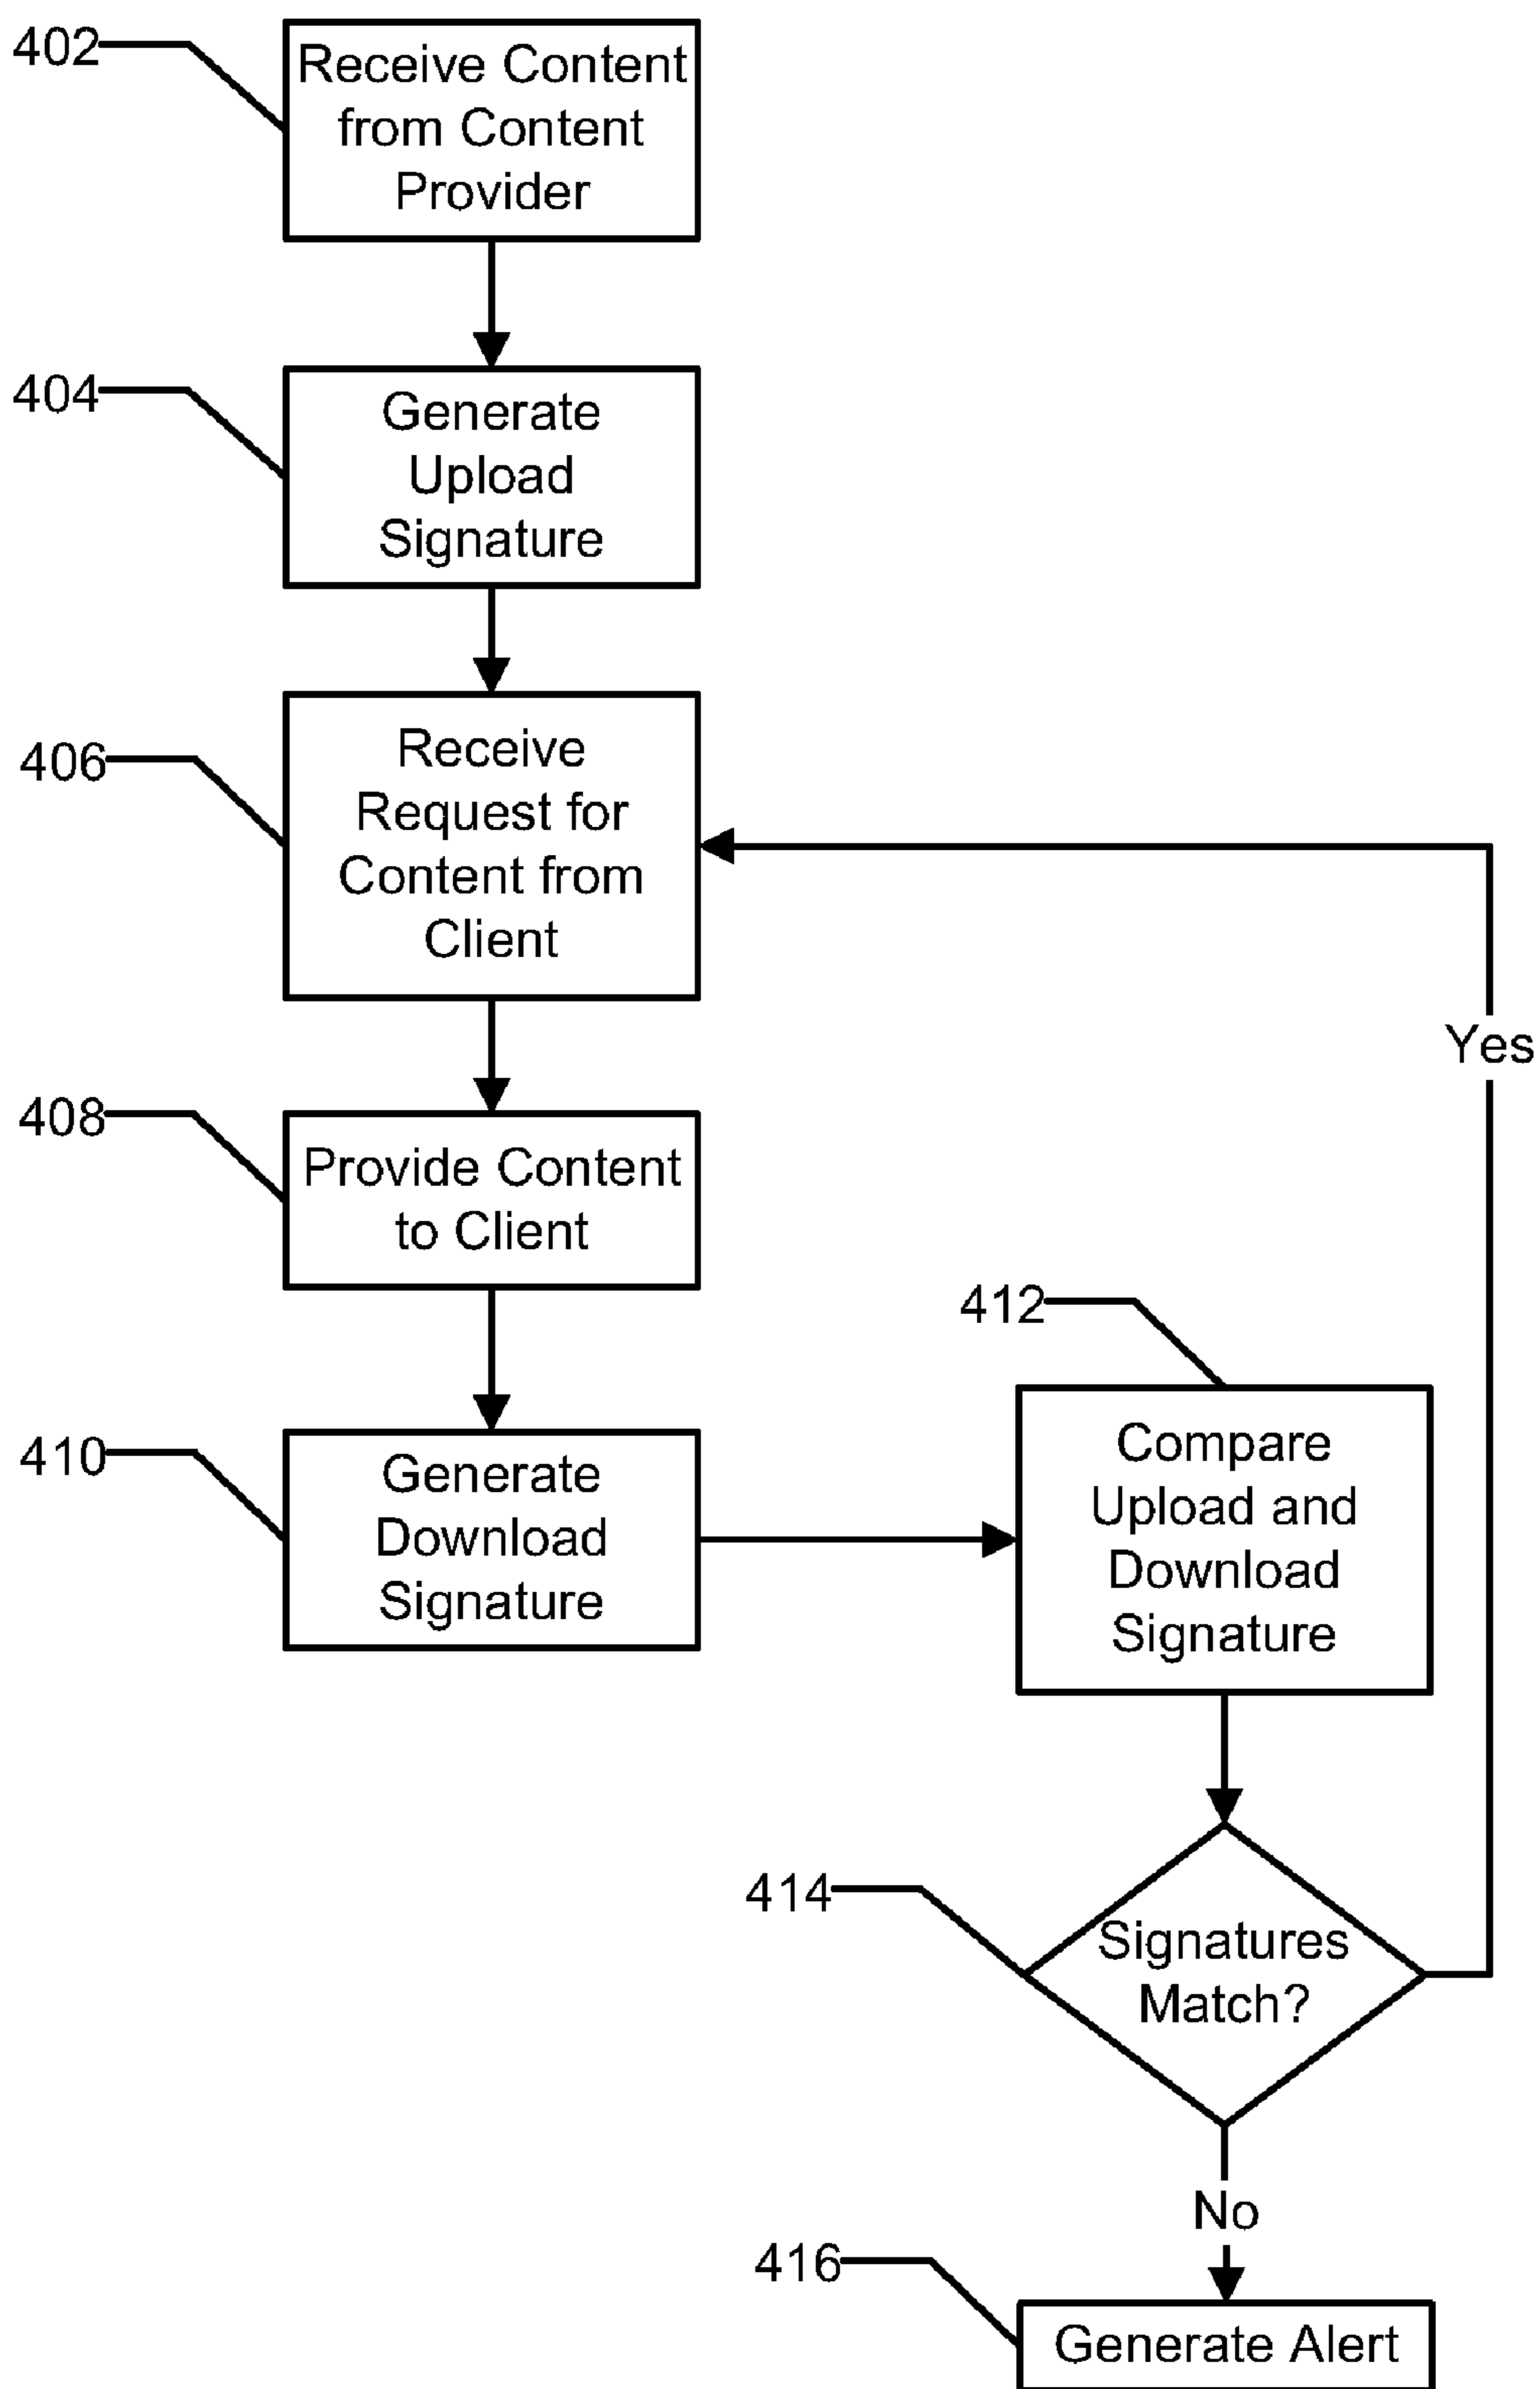 402
Receive Content
from Content
Provider
404
Generate
Upload
Signature
406
Receive
Request for
Content from
Client
Yes
408
Provide Content
to Client
410
Generate
Download
Signature
412
Compare
Upload and
Download
Signature
414
Signatures
Match?
No
416
Generate Alert